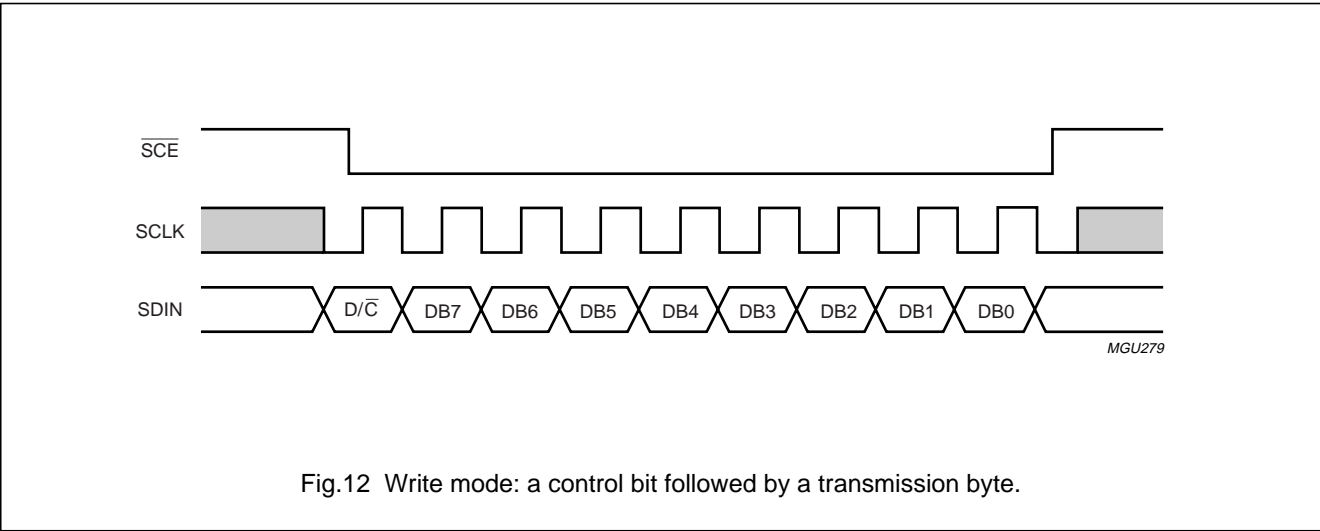 SCE
SCLK
SDIN D/C DB7 DB6 DB5 DB4 DB3 DB2 DB1 DB0
MGU279
Fig.12 Write mode: a control bit followed by a transmission byte.